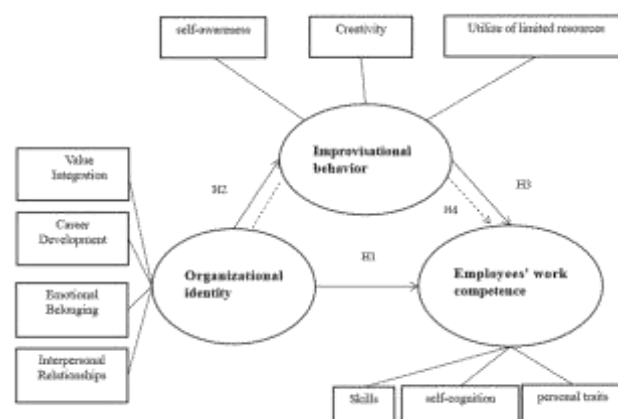 self-awareness
Creativity
Utilize of limited resources
Improvisational
behavior
Value
Integration
Career
Development
Emotional
Belonging
Interpersonal
Relationships
H2
H3
H4
H1
Organizational
identity
Employees' work
competence
Skills
self-cognition
personal traits